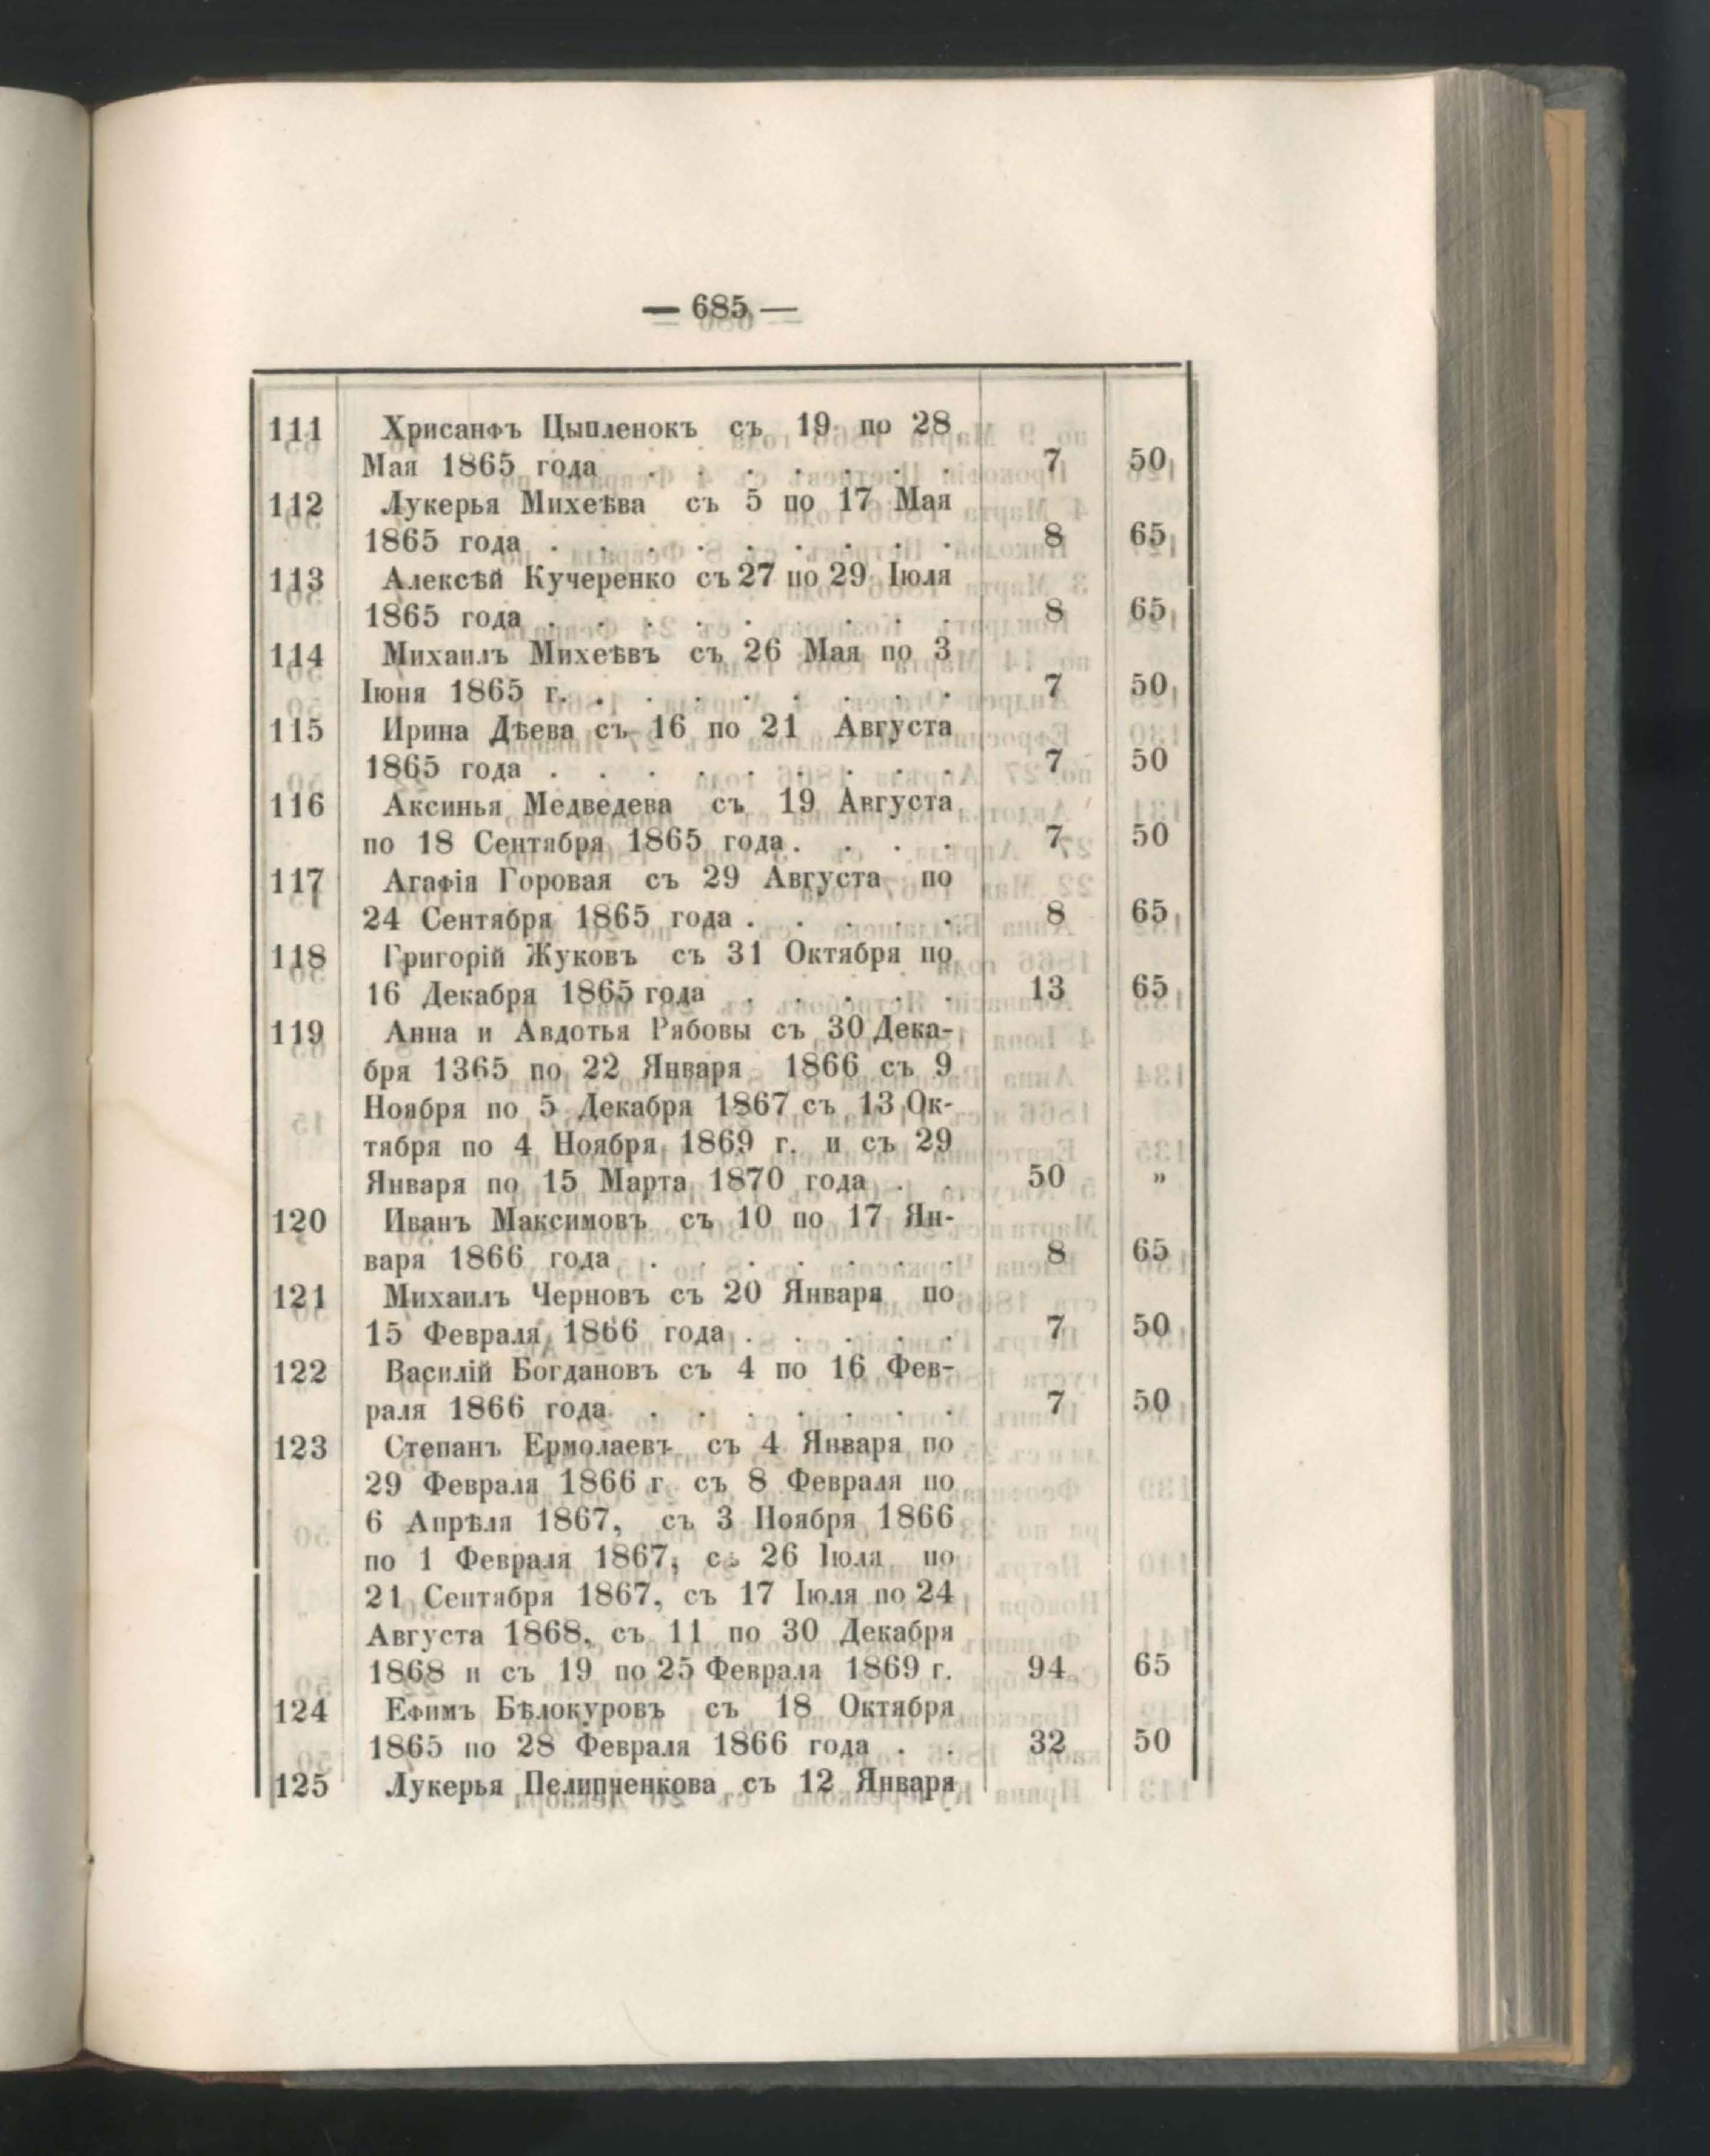 — 685 —
111 Хрисанѳъ Цыпленокъ съ 19 по 28
Мая 1865 года . . . . . . . 7 50
112 Лукерья Михеѣва съ 5 по 17 Мая
1865 года . . . . . . . . . 8 65
113 Алексѣй Кучеренко съ 27 по 29 Іюля
1865 года . . . . . . . . . 8 65
114 Михаилъ Михеѣвъ съ 26 Мая по 3
Іюня 1865 г. . . . . . . . . 7 50
115 Ирина Дѣева съ 16 по 21 Августа
1865 года . . . . . . . . . 7 50
116 Аксинья Медведева съ 19 Августа
по 18 Сентября 1865 года . . . . 7 50
117 Агафія Горовая съ 29 Августа по
24 Сентября 1865 года . . . . . 8 65
118 Григорій Жуковъ съ 31 Октября по
16 Декабря 1865 года . . . . . 13 65
119 Анна и Авдотья Рябовы съ 30 Дека-
бря 1365 по 22 Января 1866 съ 9
Ноября по 5 Декабря 1867 съ 13 Ок-
тября по 4 Ноября 1869 г. и съ 29
Января по 15 Марта 1870 года . . 50 »
120 Иванъ Максимовъ съ 10 по 17 Ян-
варя 1866 года . . . . . . . 8 65
121 Михаилъ Черновъ съ 20 Января по
15 Февраля 1866 года . . . . . 7 50
122 Василій Богдановъ съ 4 по 16 Фев-
раля 1866 года . . . . . . . 7 50
123 Степанъ Ермолаевъ съ 4 Января по
29 Февраля 1866 г. съ 8 Февраля по
6 Апрѣля 1867, съ 3 Ноября 1866
по 1 Февраля 1867, съ 26 Іюля по
21 Сентября 1867, съ 17 Іюля по 24
Августа 1868, съ 11 по 30 Декабря
1868 и съ 19 по 25 Февраля 1869 г. 94 65
124 Ефимъ Бѣлокуровъ съ 18 Октября
1865 по 28 Февраля 1866 года . . 32 50
125 Лукерья Пелипченкова съ 12 Января